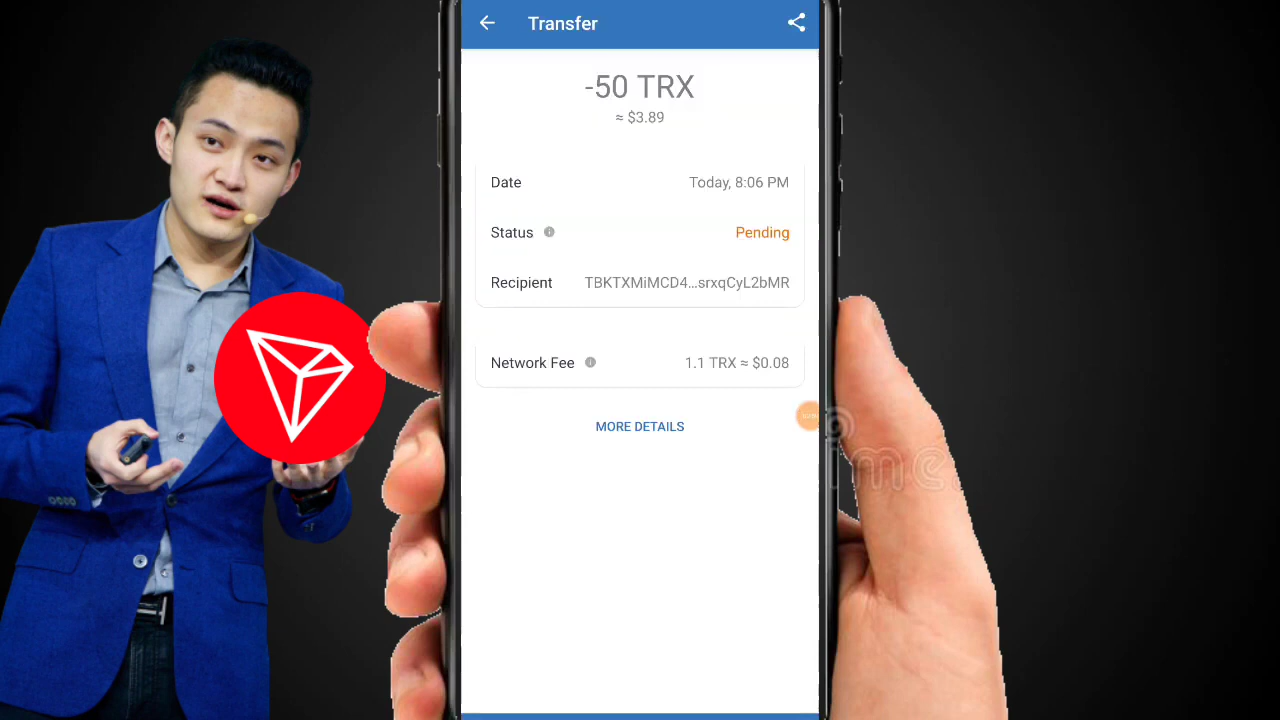 Transfer
-50 TRX
≈ $3.89
Date Today, 8:06 PM
Status Pending
Recipient TBKTXMiMCD4...srxqCyL2bMR
Network Fee 1.1 TRX ≈ $0.08
MORE DETAILS